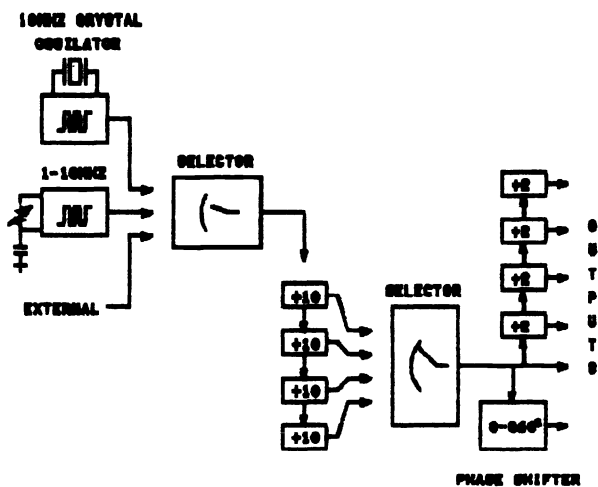 10MHZ CRYSTAL
OSCILATOR
1-10MHZ
EXTERNAL
SELECTOR
÷10
÷10
÷10
÷10
SELECTOR
÷2
÷2
÷2
÷2
OUTPUTS
0-360°
PHASE SHIFTER